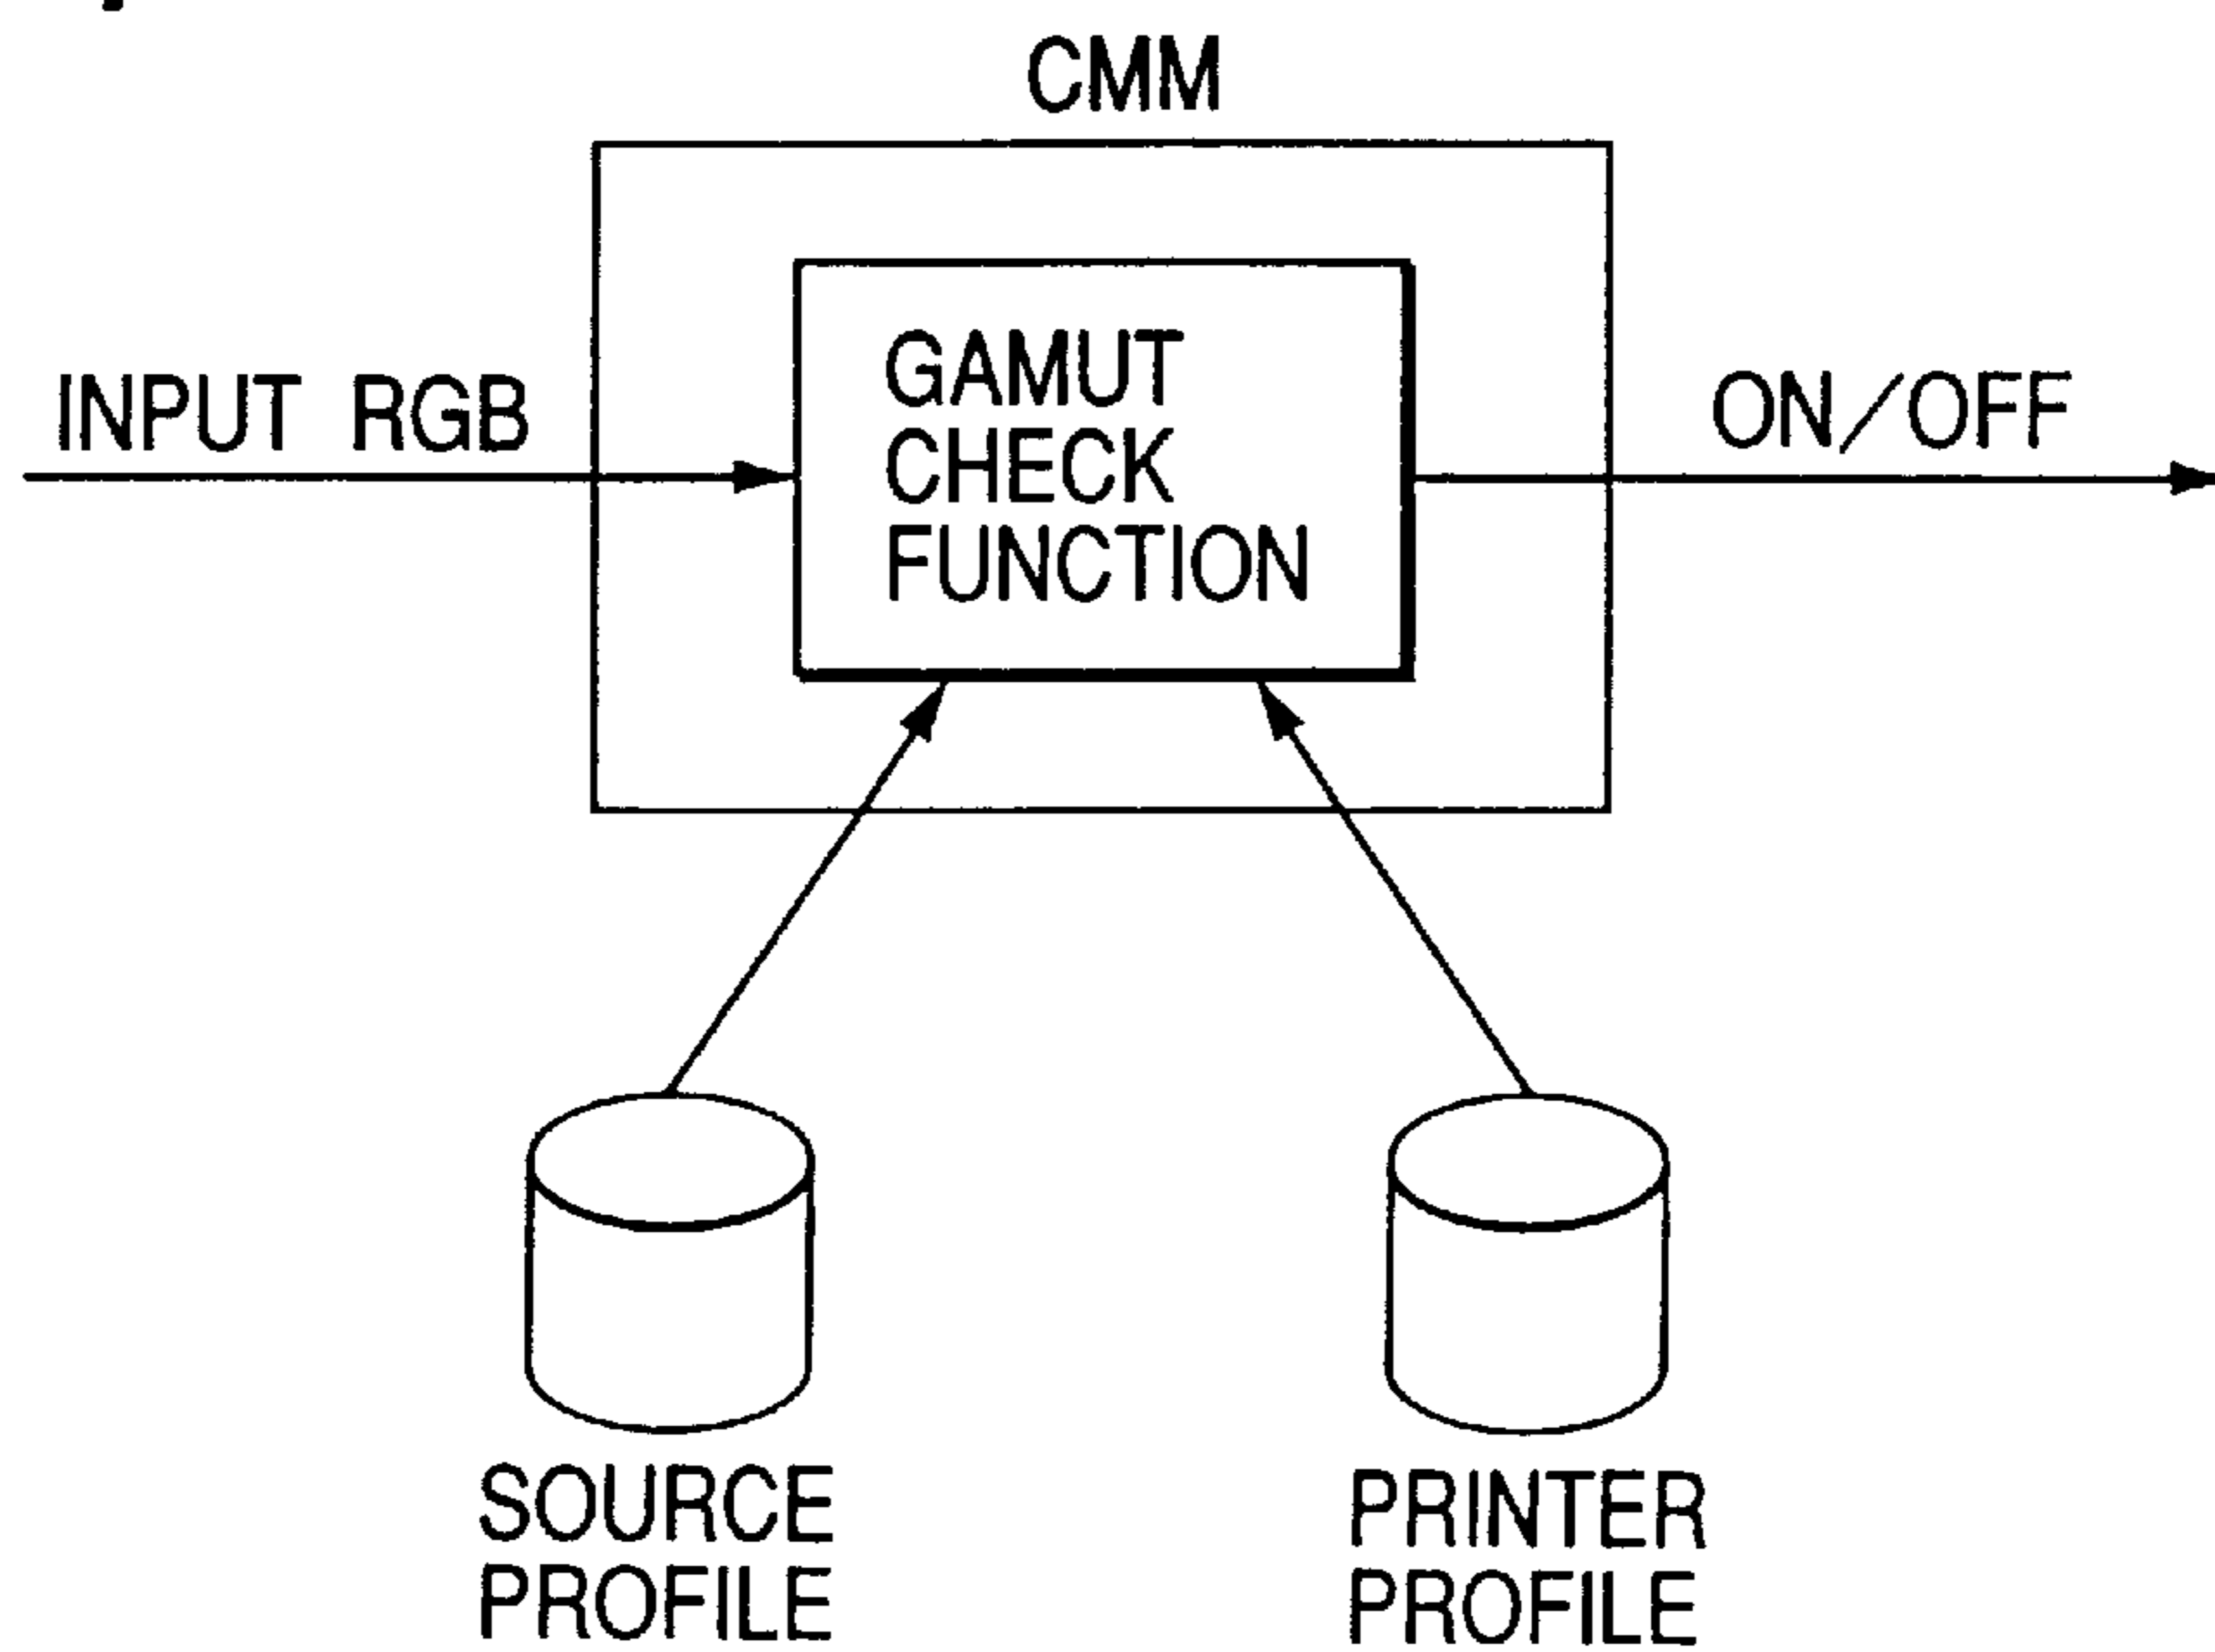 CMM
INPUT RGB
GAMUT
CHECK
FUNCTION
ON/OFF
SOURCE
PROFILE
PRINTER
PROFILE